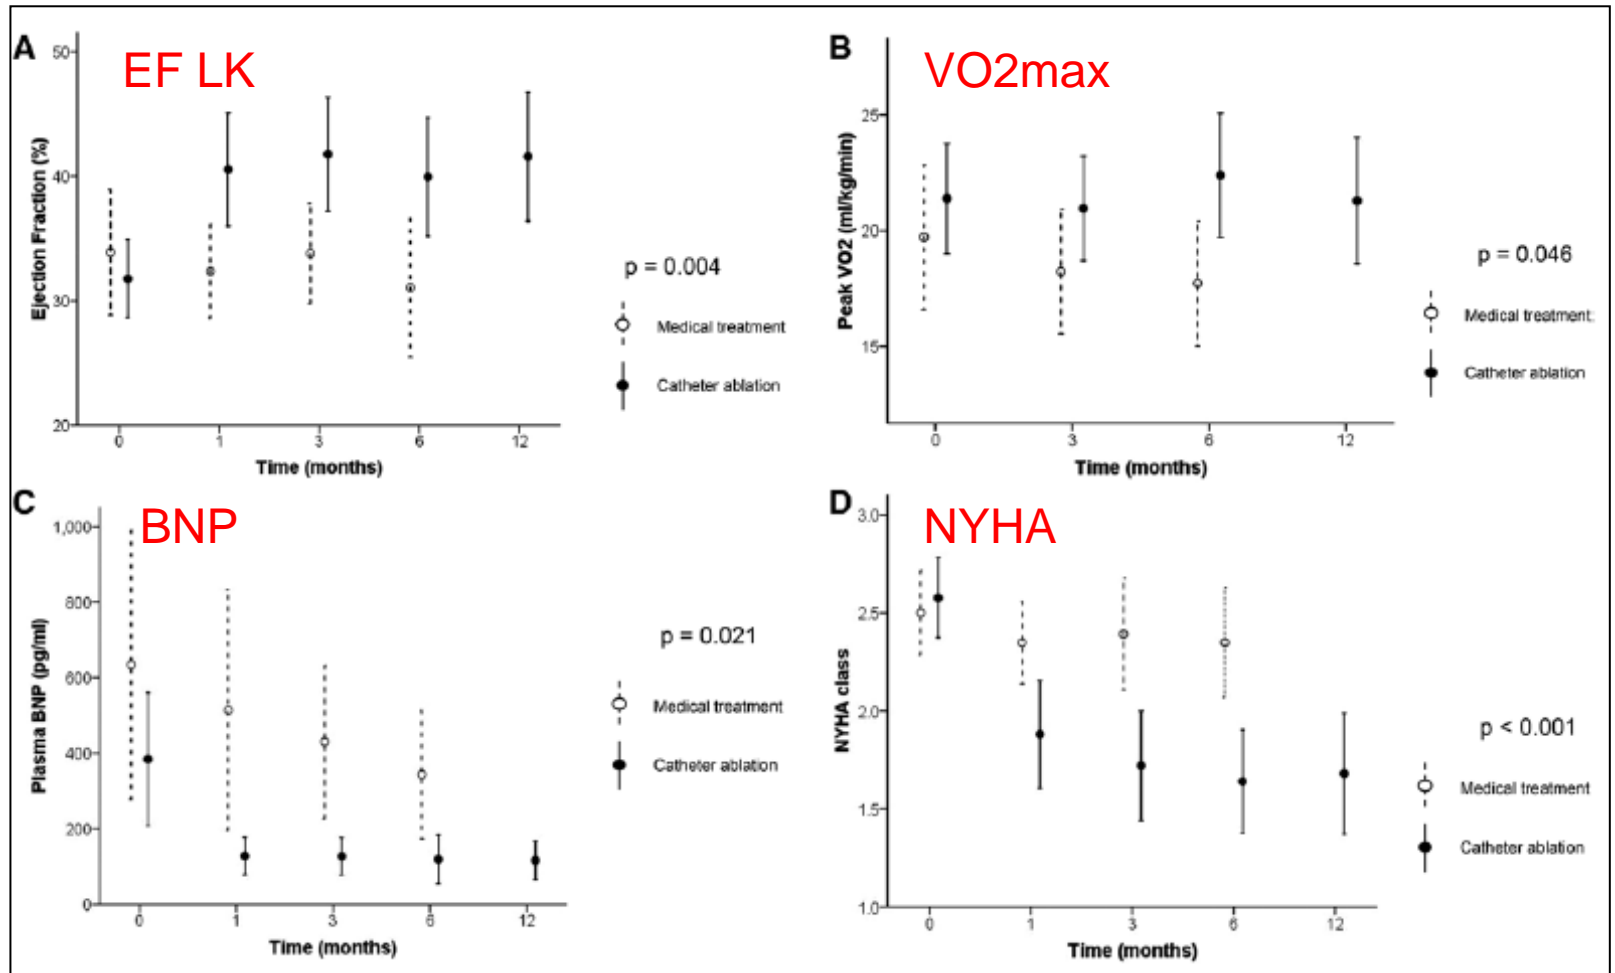 A
EF LK
Ejection Fraction (%)
50
40
30
20
0 1 3 6 12
Time (months)
p = 0.004
Medical treatment
Catheter ablation
B
VO2max
Peak VO2 (ml/kg/min)
25
20
15
0 3 6 12
Time (months)
p = 0.046
Medical treatment
Catheter ablation
C
BNP
Plasma BNP (pg/ml)
1,000
800
600
400
200
0
0 1 3 6 12
Time (months)
p = 0.021
Medical treatment
Catheter ablation
D
NYHA
NYHA class
3.0
2.5
2.0
1.5
1.0
0 1 3 6 12
Time (months)
p < 0.001
Medical treatment
Catheter ablation